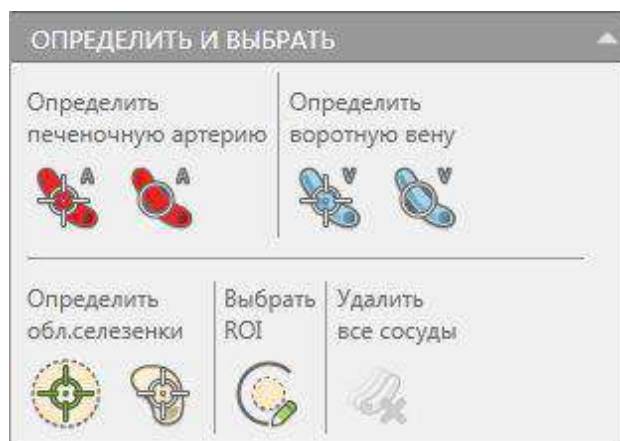 ОПРЕДЕЛИТЬ И ВЫБРАТЬ
Определить
печеночную артерию
Определить
воротную вену
A
A
V
V
Определить
обл.селезенки
Выбрать
ROI
Удалить
все сосуды